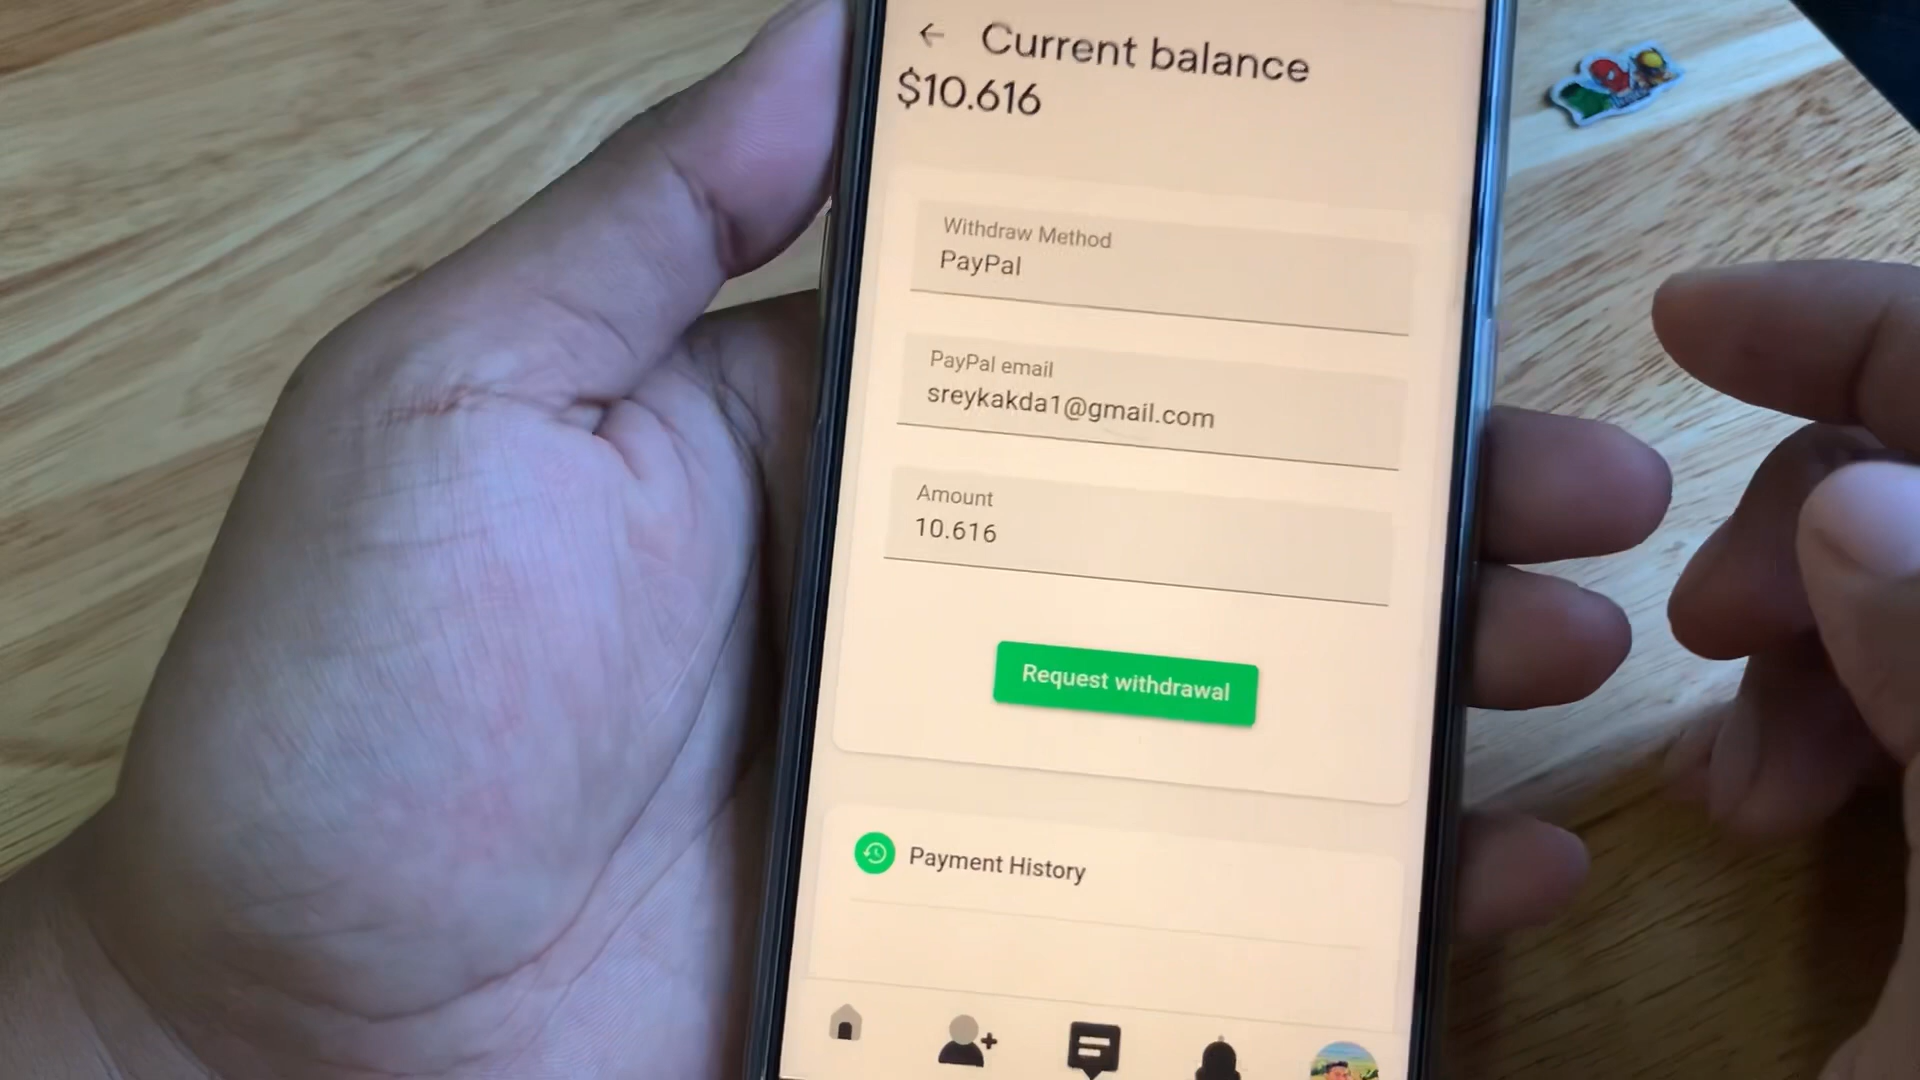 Current balance
$10.616
Withdraw Method
PayPal
PayPal email
sreykakda1@gmail.com
Amount
10.616
Request withdrawal
Payment History